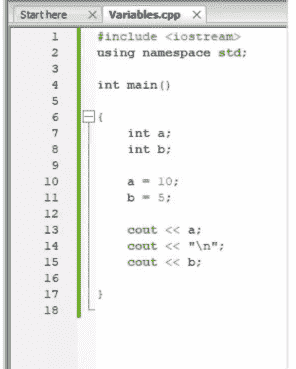 Start here × Variables.cpp ×
1 #include <iostream>
2 using namespace std;
3
4 int main()
5
6 {
7 int a;
8 int b;
9
10 a = 10;
11 b = 5;
12
13 cout << a;
14 cout << "\n";
15 cout << b;
16
17 }
18